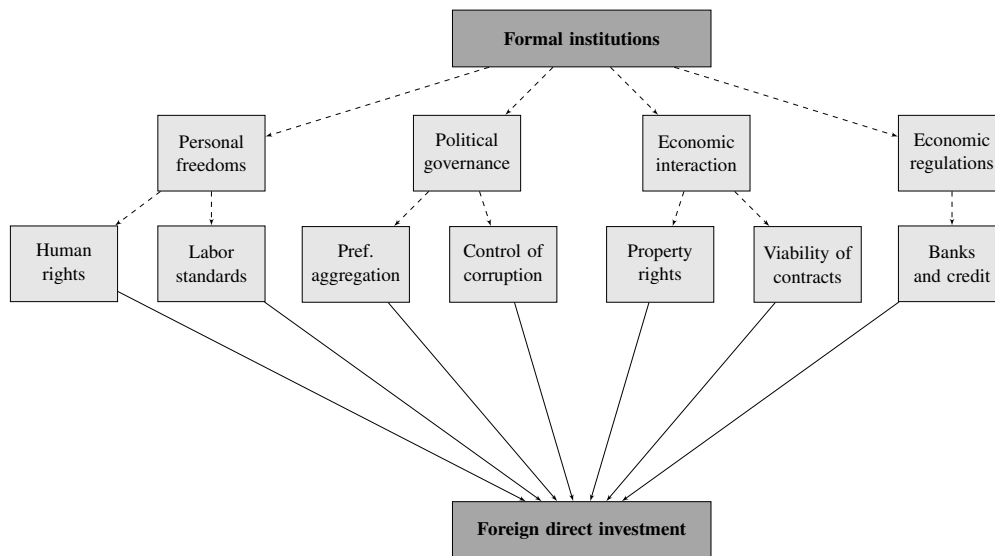 Formal institutions
Personal
freedoms
Political
governance
Economic
interaction
Economic
regulations
Human
rights
Labor
standards
Pref.
aggregation
Control of
corruption
Property
rights
Viability of
contracts
Banks
and credit
Foreign direct investment